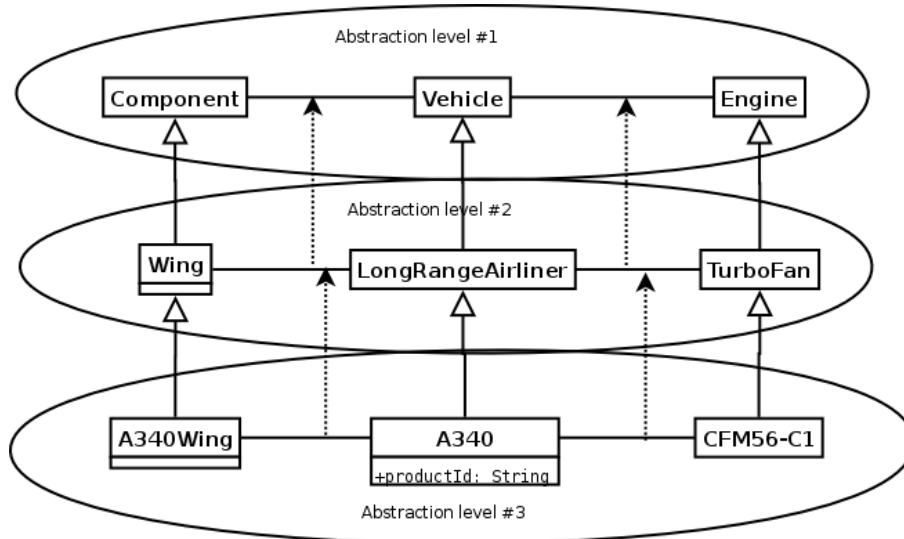 Abstraction level #1
Component
Vehicle
Engine
Abstraction level #2
Wing
LongRangeAirliner
TurboFan
A340Wing
A340
CFM56-C1
+productId: String
Abstraction level #3